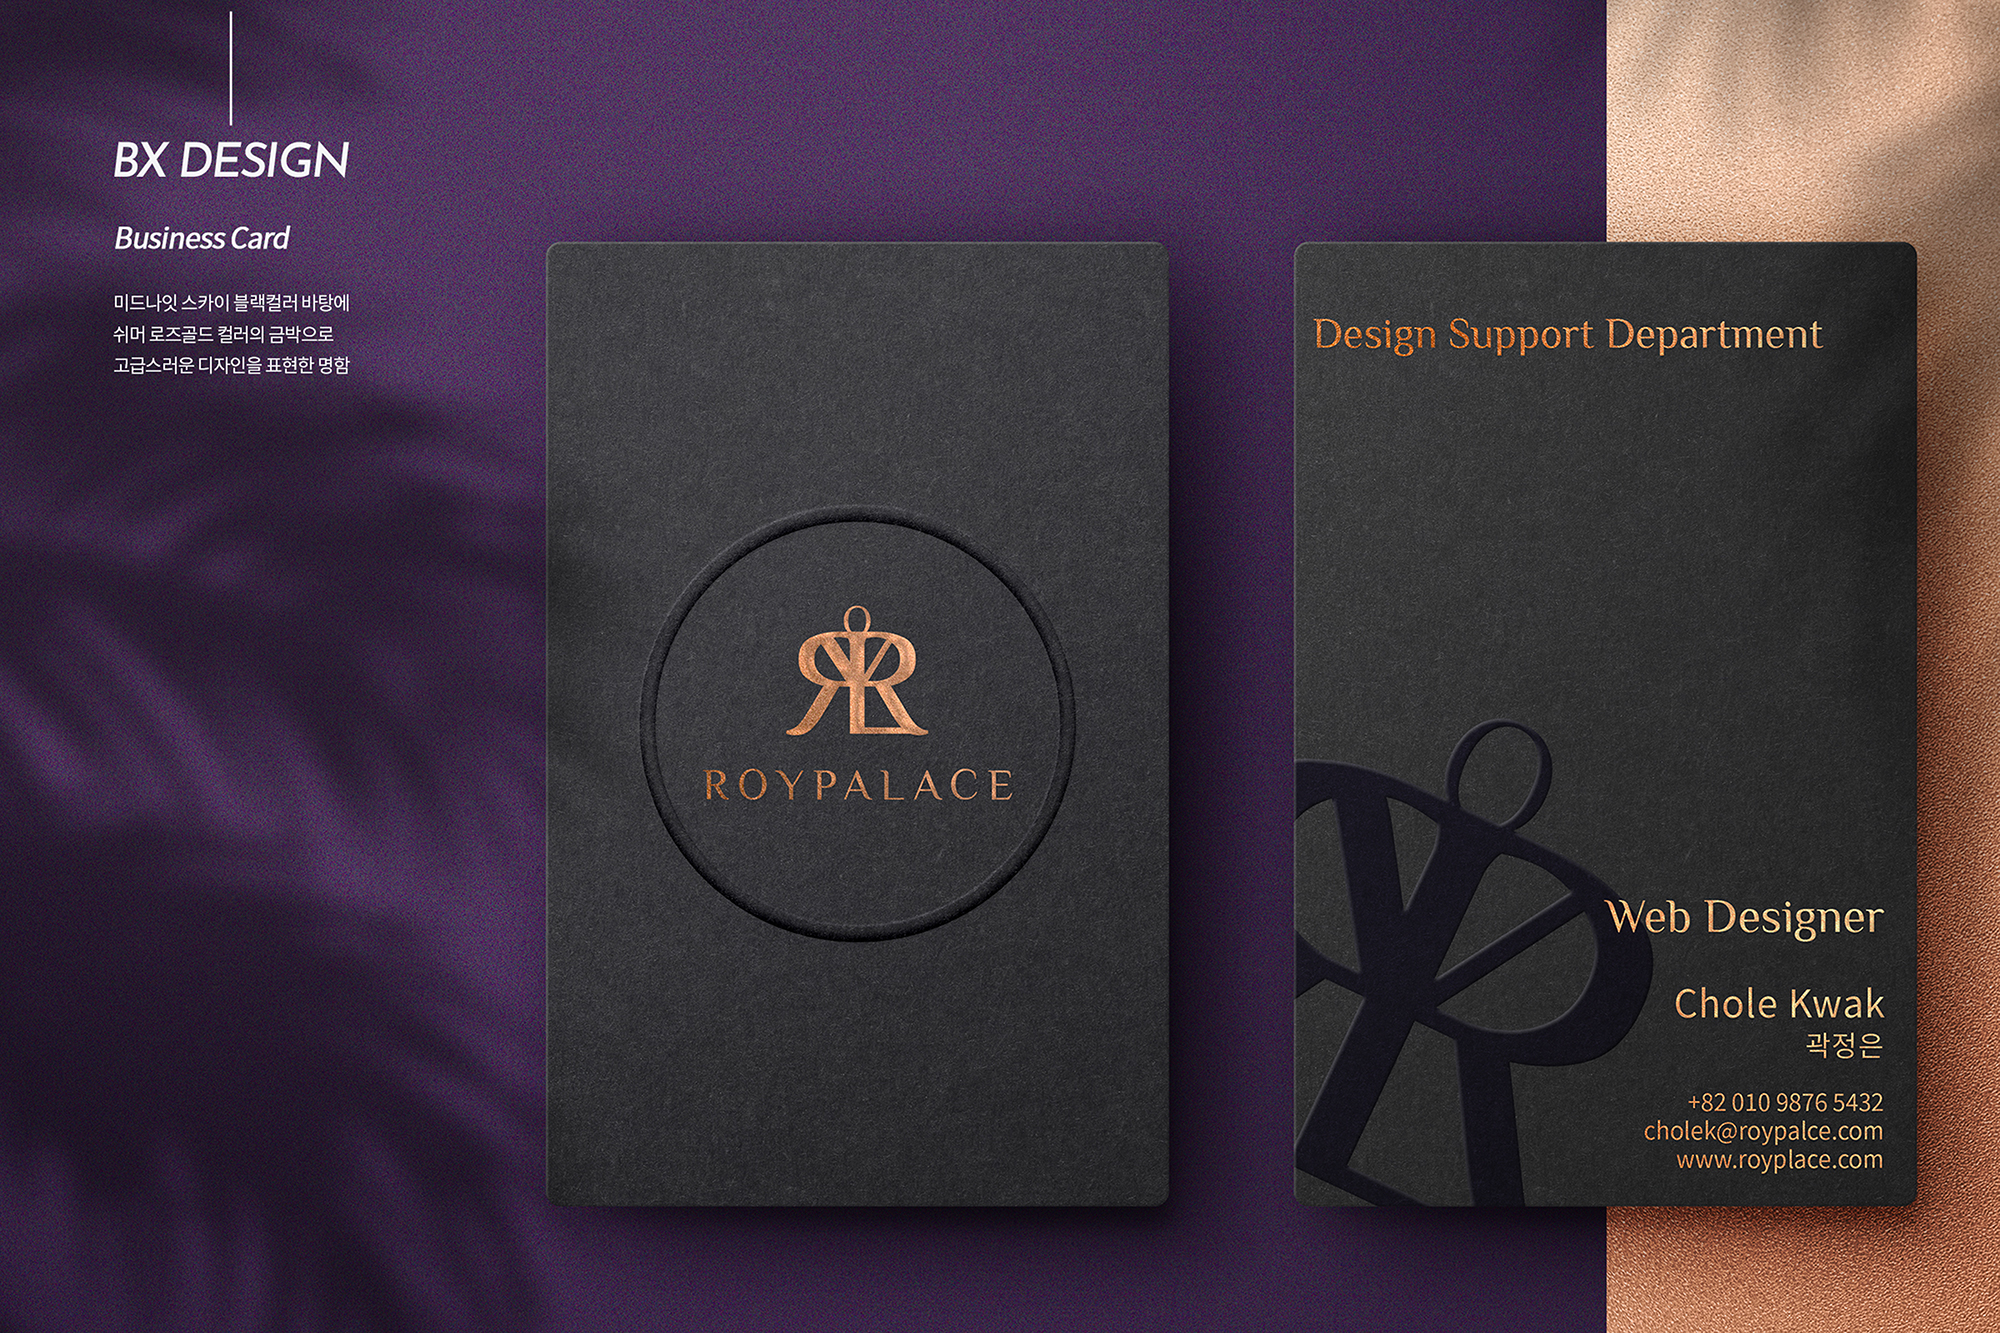 BX DESIGN
Business Card
미드나잇 스카이 블랙컬러 바탕에
쉬머 로즈골드 컬러의 금박으로
고급스러운 디자인을 표현한 명함
ROYPALACE
Design Support Department
Web Designer
Chole Kwak
곽정은
+82 010 9876 5432
cholek@roypalce.com
www.royplace.com